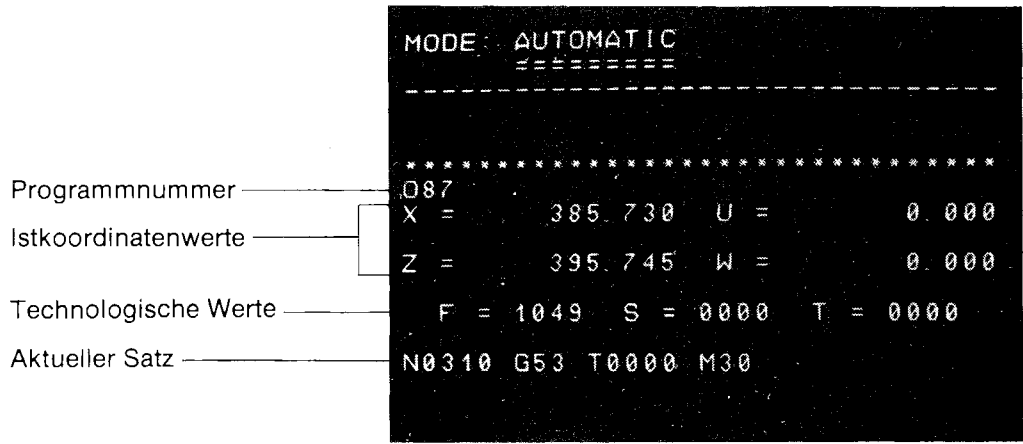 MODE: AUTOMATIC
=========
---------------------------------
*********************************
Programmnummer
O87
Istkoordinatenwerte
X = 385.730 U = 0.000
Z = 395.745 W = 0.000
Technologische Werte
F = 1049 S = 0000 T = 0000
Aktueller Satz
N0310 G53 T0000 M30